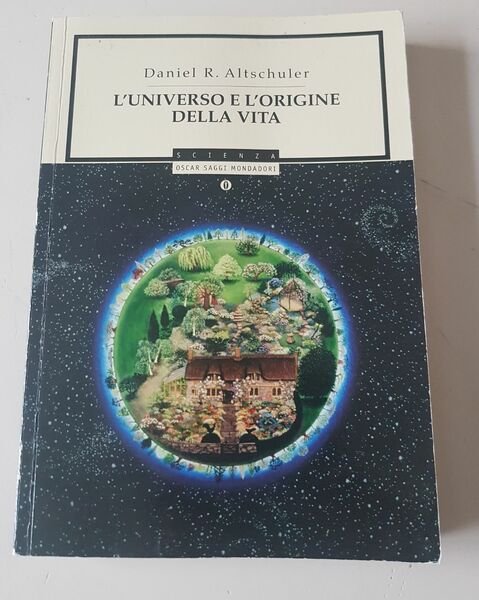 Daniel R. Altschuler
L'UNIVERSO E L'ORIGINE
DELLA VITA
SCIENZA
OSCAR SAGGI MONDADORI